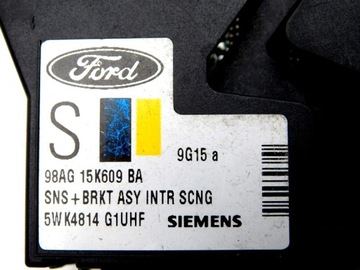 Ford
S
9G15 a
98AG 15K609 BA
SNS + BRKT ASY INTR SCNG
5WK4814 G1UHF SIEMENS